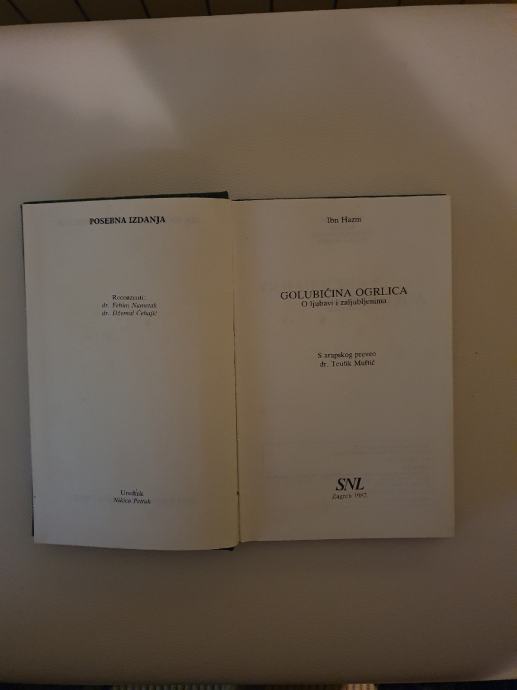 POSEBNA IZDANJA
Recenzenti:
dr. Fehim Nametak
dr. Džemal Ćehajić
Urednik
Nikica Petrak
Ibn Hazm
GOLUBIČINA OGRLICA
O ljubavi i zaljubljenima
S arapskog preveo
dr. Teufik Muftić
SNL
Zagreb